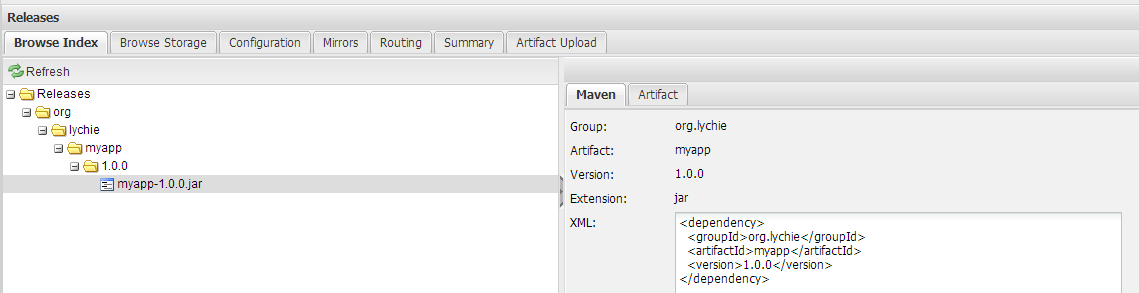 Releases
Browse Index
Browse Storage
Configuration
Mirrors
Routing
Summary
Artifact Upload
Refresh
Releases
org
lychie
myapp
1.0.0
myapp-1.0.0.jar
Maven
Artifact
Group: org.lychie
Artifact: myapp
Version: 1.0.0
Extension: jar
XML:
<dependency>
<groupId>org.lychie</groupId>
<artifactId>myapp</artifactId>
<version>1.0.0</version>
</dependency>